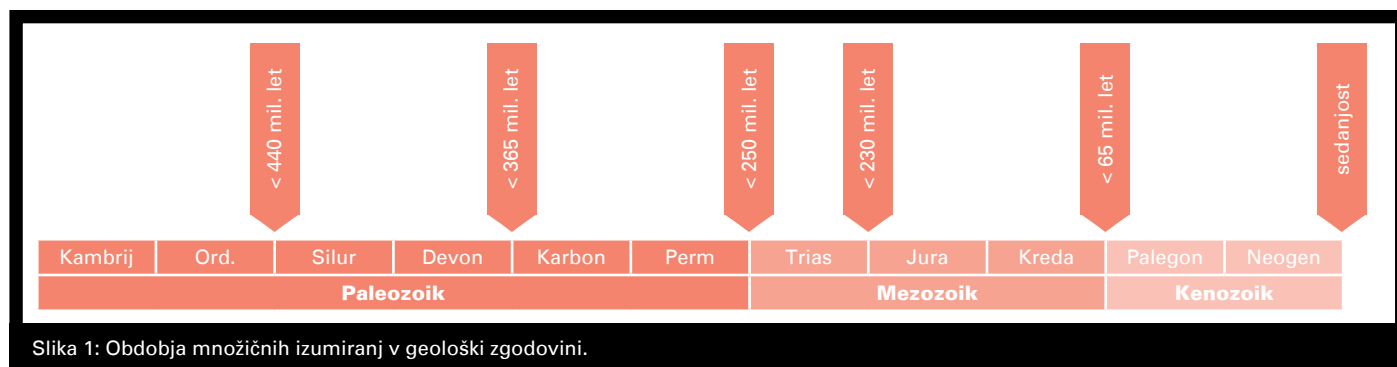 < 440 mil. let
< 365 mil. let
< 250 mil. let
< 230 mil. let
< 65 mil. let
sedanjost
Kambrij Ord. Silur Devon Karbon Perm Trias Jura Kreda Palegon Neogen
Paleozoik Mezozoik Kenozoik
Slika 1: Obdobja množičnih izumiranj v geološki zgodovini.